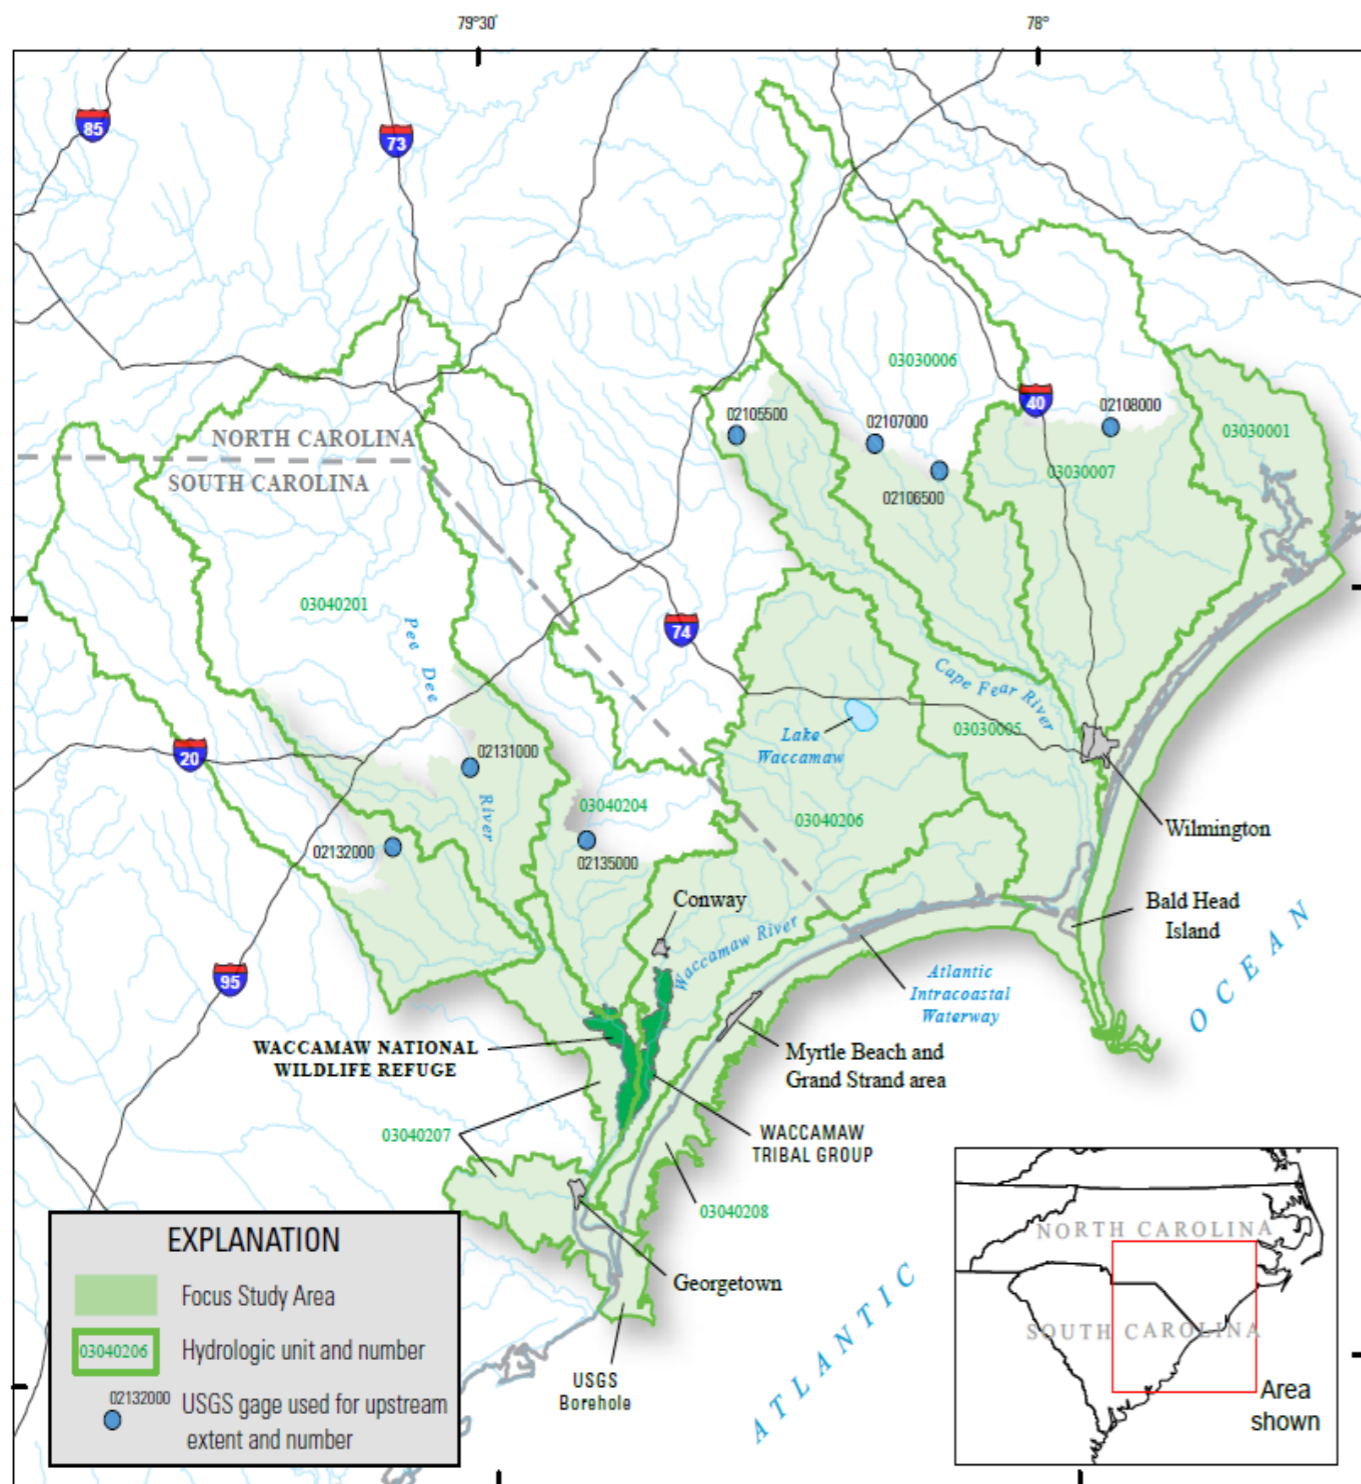 79°30'
78°
85
73
03030006
40
02108000
02105500
02107000
03030001
NORTH CAROLINA
03030007
SOUTH CAROLINA
02106500
03040201
Pee Dee
River
74
Cape Fear River
03030005
Lake
Waccamaw
20
02131000
03040204
03040206
Wilmington
02132000
02135000
Conway
Bald Head
Island
Waccamaw River
95
Atlantic
Intracoastal
Waterway
OCEAN
WACCAMAW NATIONAL
WILDLIFE REFUGE
Myrtle Beach and
Grand Strand area
03040207
WACCAMAW
TRIBAL GROUP
03040208
Georgetown
ATLANTIC
USGS
Borehole
EXPLANATION
Focus Study Area
03040206 Hydrologic unit and number
02132000 USGS gage used for upstream
extent and number
NORTH CAROLINA
SOUTH CAROLINA
Area
shown